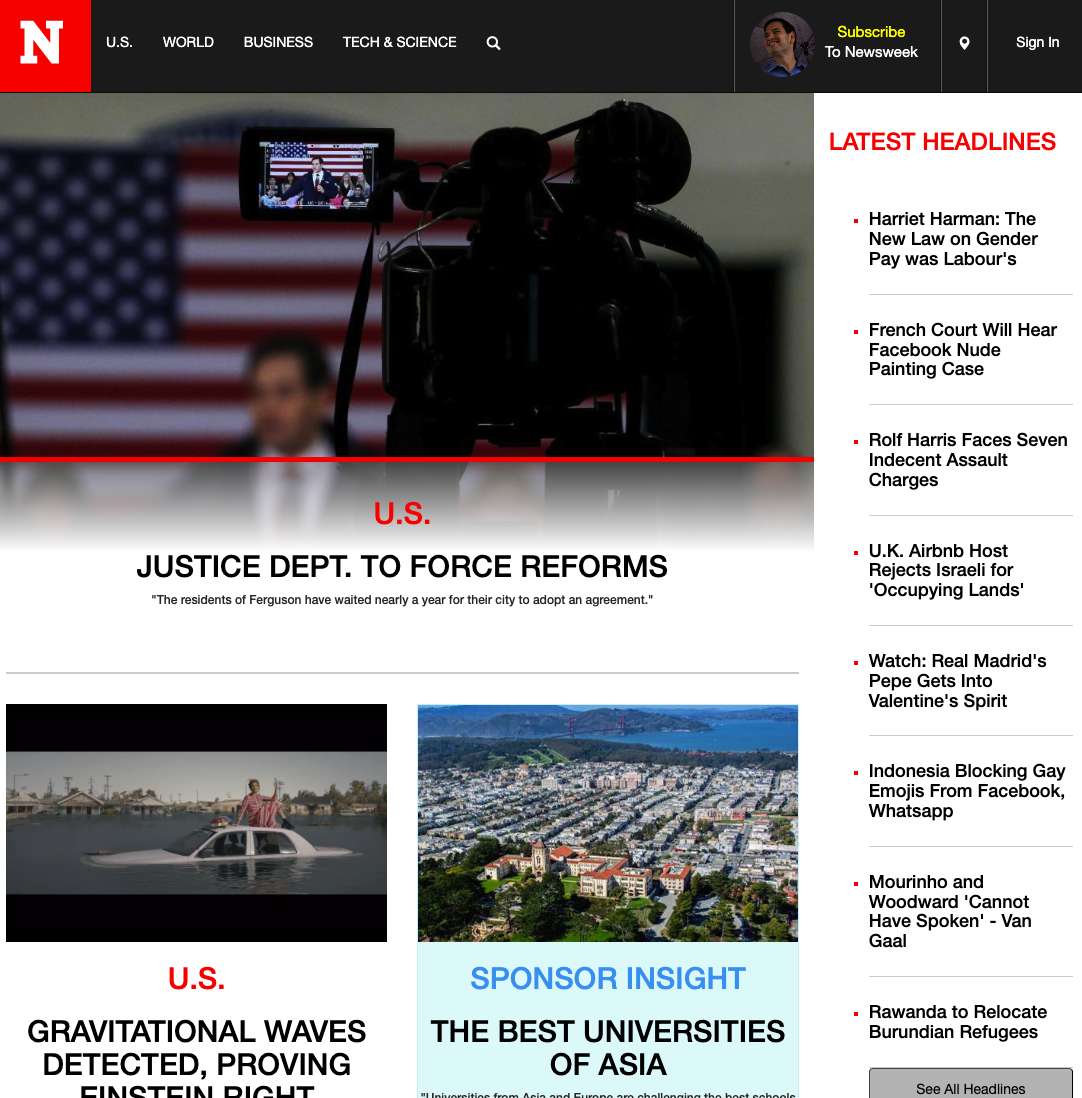 N
U.S.
WORLD
BUSINESS
TECH & SCIENCE
Subscribe
To Newsweek
Sign In
LATEST HEADLINES
Harriet Harman: The
New Law on Gender
Pay was Labour's
French Court Will Hear
Facebook Nude
Painting Case
Rolf Harris Faces Seven
Indecent Assault
Charges
U.K. Airbnb Host
Rejects Israeli for
'Occupying Lands'
Watch: Real Madrid's
Pepe Gets Into
Valentine's Spirit
Indonesia Blocking Gay
Emojis From Facebook,
Whatsapp
Mourinho and
Woodward 'Cannot
Have Spoken' - Van
Gaal
Rawanda to Relocate
Burundian Refugees
See All Headlines
U.S.
JUSTICE DEPT. TO FORCE REFORMS
"The residents of Ferguson have waited nearly a year for their city to adopt an agreement."
U.S.
GRAVITATIONAL WAVES
DETECTED, PROVING
EINSTEIN RIGHT
SPONSOR INSIGHT
THE BEST UNIVERSITIES
OF ASIA
"Universities from Asia and Europe are challenging the best schools